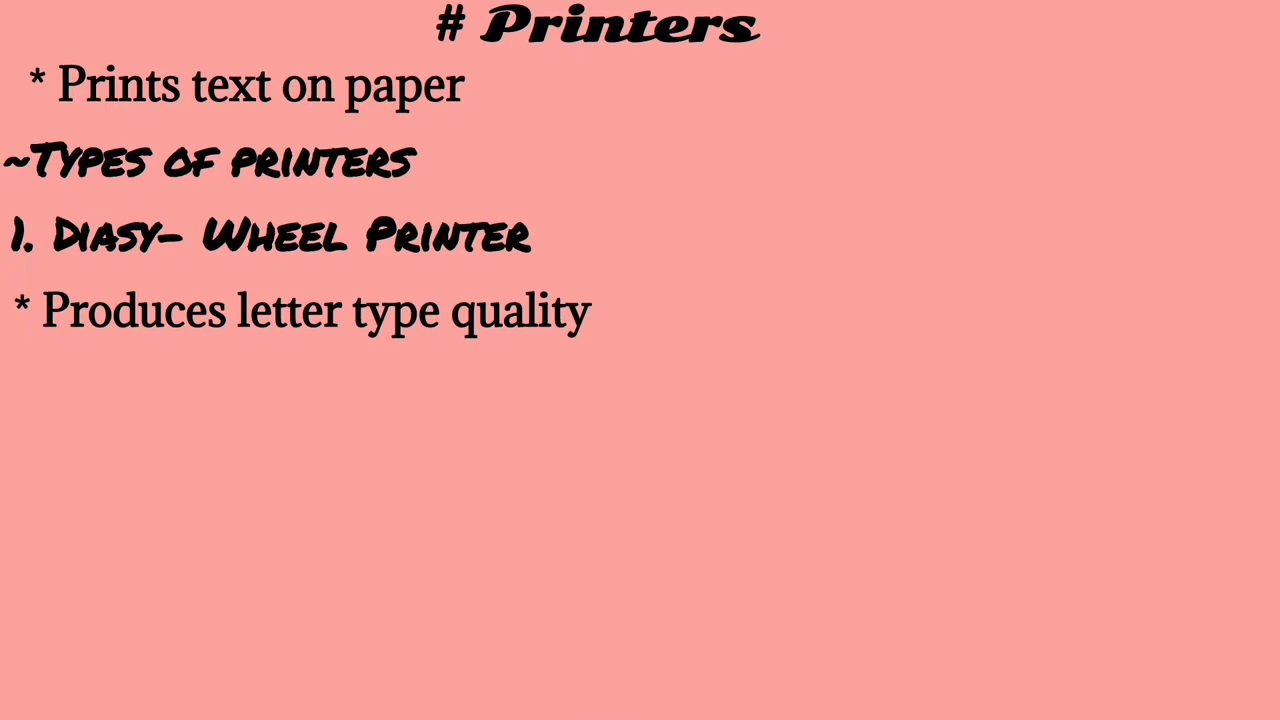 # Printers
* Prints text on paper
~Types of printers
1. Diasy- Wheel Printer
* Produces letter type quality